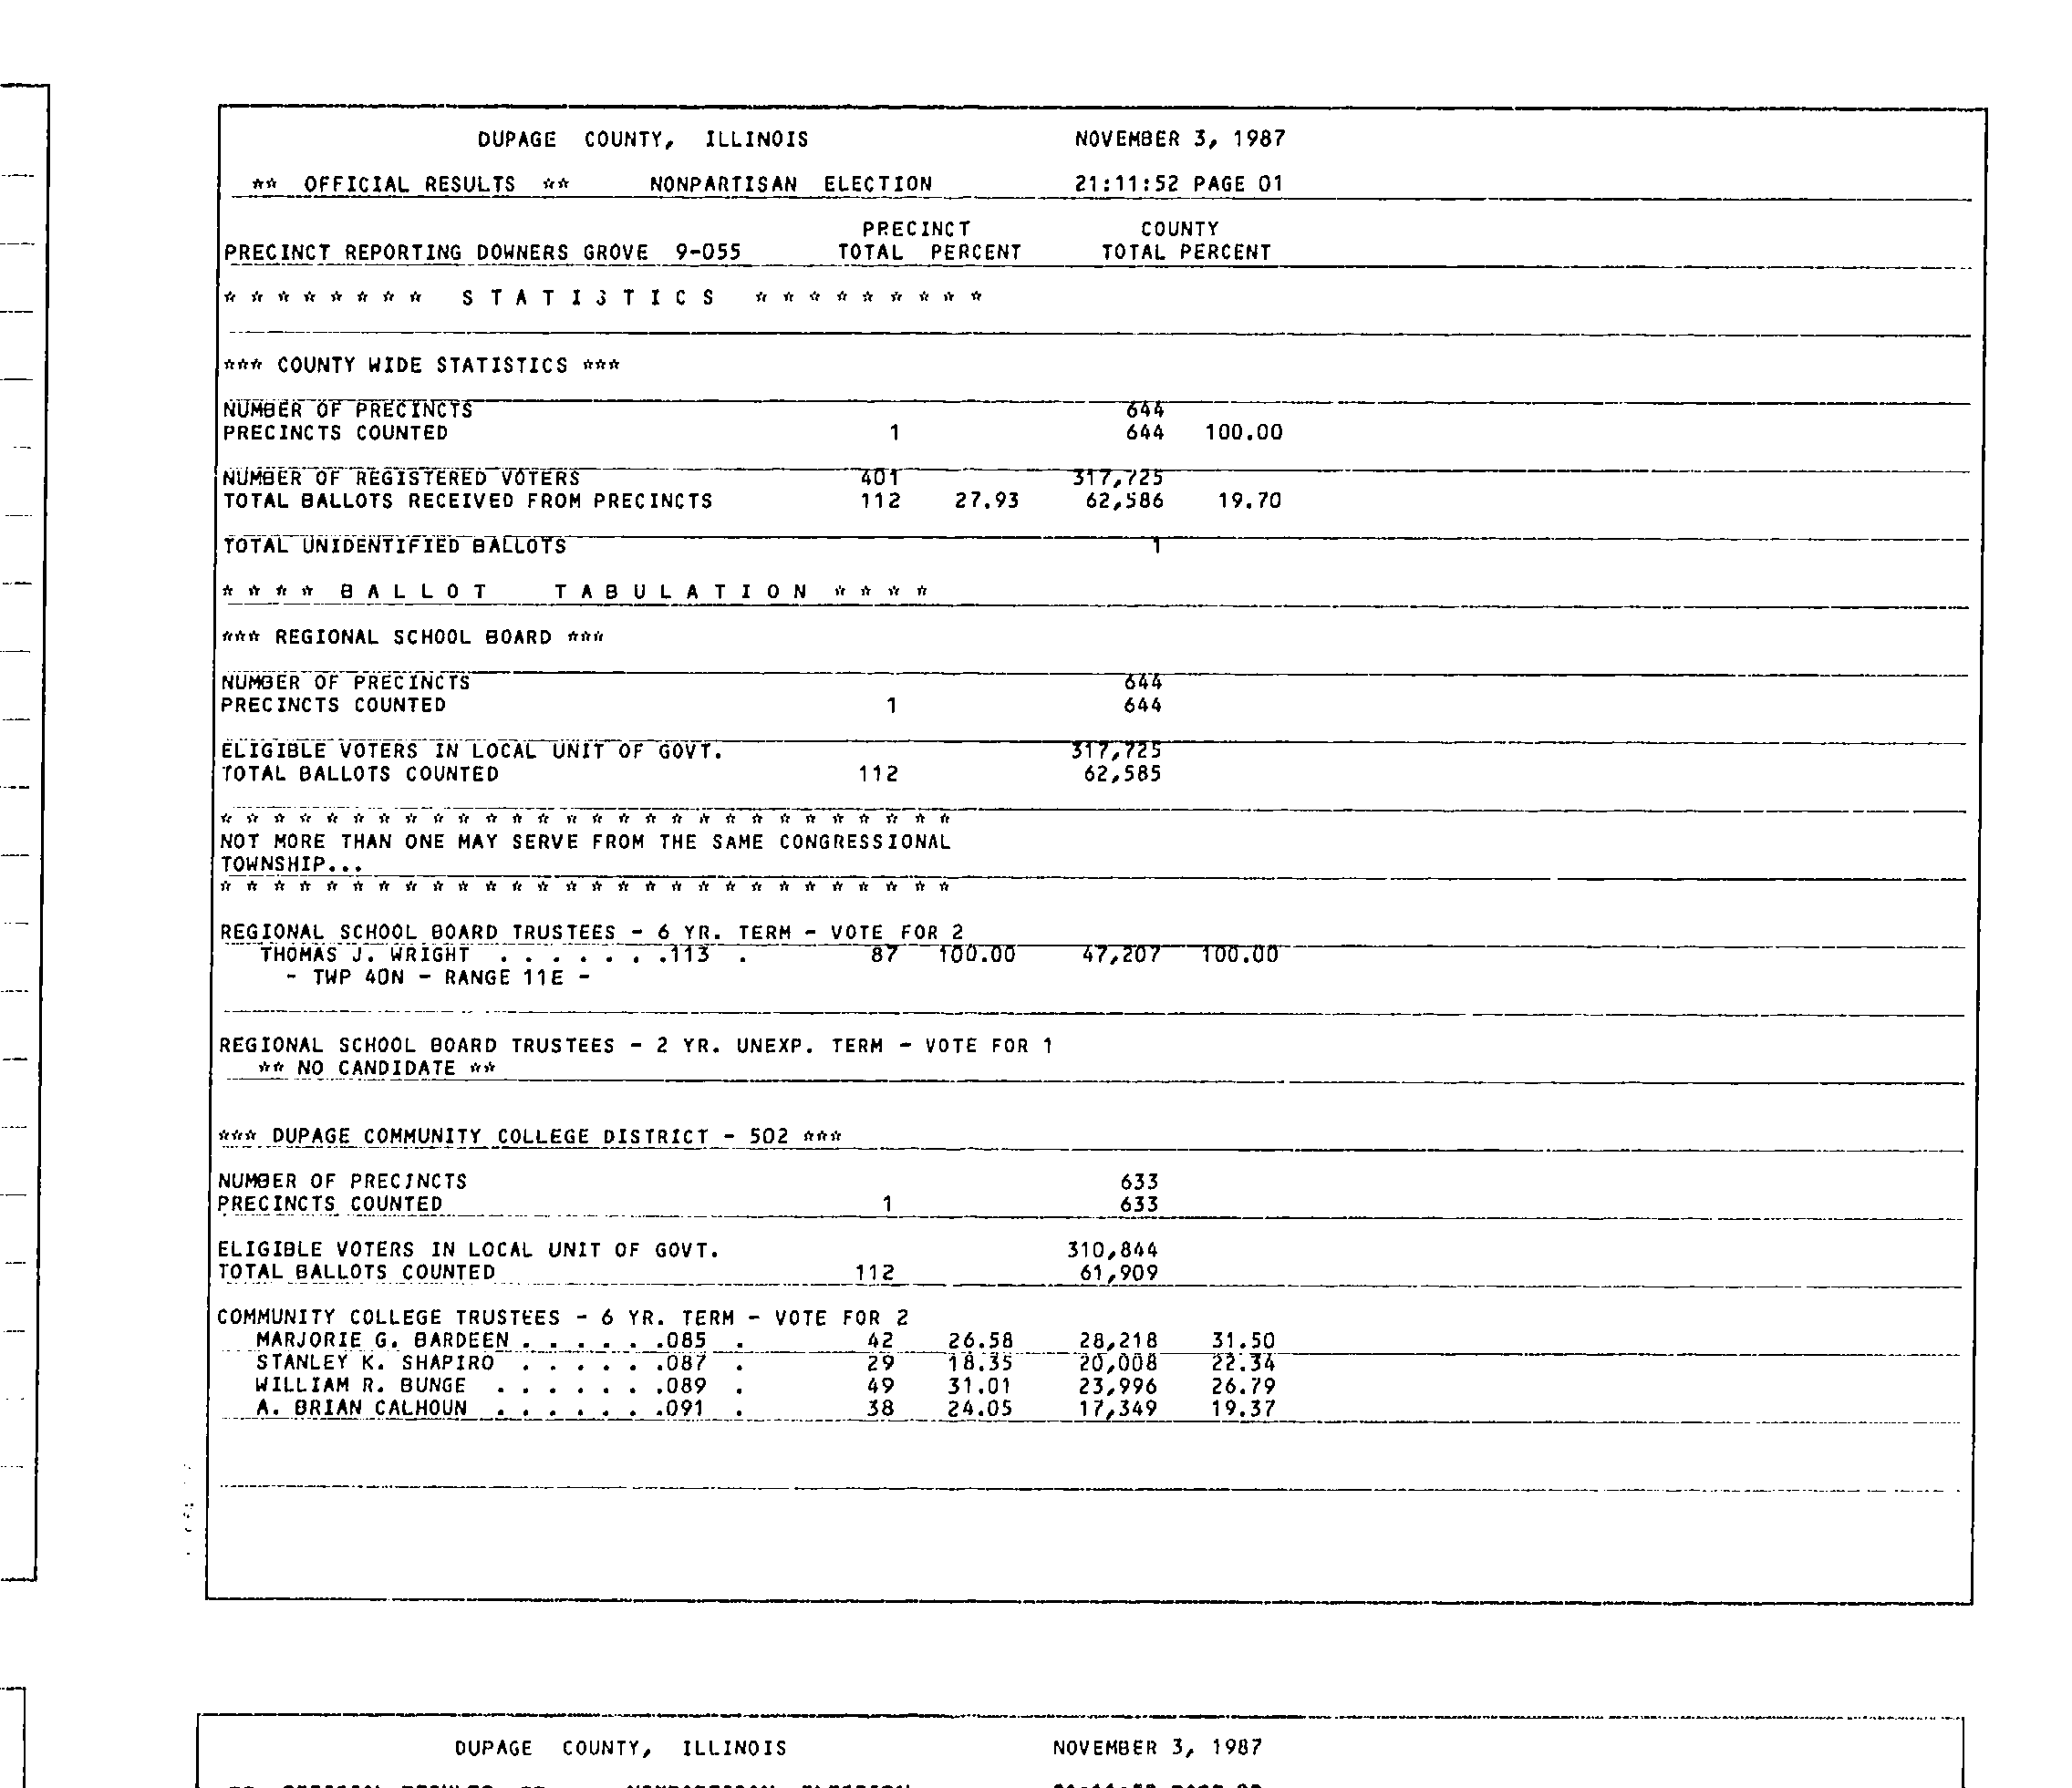 DUPAGE COUNTY, ILLINOIS NOVEMBER 3, 1987
** OFFICIAL RESULTS ** NONPARTISAN ELECTION 21:11:52 PAGE 01
PRECINCT COUNTY
PRECINCT REPORTING DOWNERS GROVE 9-055 TOTAL PERCENT TOTAL PERCENT
* * * * * * * * S T A T I S T I C S * * * * * * * * *
*** COUNTY WIDE STATISTICS ***
NUMBER OF PRECINCTS 644
PRECINCTS COUNTED 1 644 100.00
NUMBER OF REGISTERED VOTERS 401 317,725
TOTAL BALLOTS RECEIVED FROM PRECINCTS 112 27.93 62,586 19.70
TOTAL UNIDENTIFIED BALLOTS 1
* * * * B A L L O T T A B U L A T I O N * * * *
*** REGIONAL SCHOOL BOARD ***
NUMBER OF PRECINCTS 644
PRECINCTS COUNTED 1 644
ELIGIBLE VOTERS IN LOCAL UNIT OF GOVT. 317,725
TOTAL BALLOTS COUNTED 112 62,585
* * * * * * * * * * * * * * * * * * * * * * * * * * * *
NOT MORE THAN ONE MAY SERVE FROM THE SAME CONGRESSIONAL
TOWNSHIP...
* * * * * * * * * * * * * * * * * * * * * * * * * * * *
REGIONAL SCHOOL BOARD TRUSTEES - 6 YR. TERM - VOTE FOR 2
THOMAS J. WRIGHT . . . . . . .113 . 87 100.00 47,207 100.00
- TWP 40N - RANGE 11E -
REGIONAL SCHOOL BOARD TRUSTEES - 2 YR. UNEXP. TERM - VOTE FOR 1
** NO CANDIDATE **
*** DUPAGE COMMUNITY COLLEGE DISTRICT - 502 ***
NUMBER OF PRECINCTS 633
PRECINCTS COUNTED 1 633
ELIGIBLE VOTERS IN LOCAL UNIT OF GOVT. 310,844
TOTAL BALLOTS COUNTED 112 61,909
COMMUNITY COLLEGE TRUSTEES - 6 YR. TERM - VOTE FOR 2
MARJORIE G. BARDEEN . . . . . .085 . 42 26.58 28,218 31.50
STANLEY K. SHAPIRO . . . . . .087 . 29 18.35 20,008 22.34
WILLIAM R. BUNGE . . . . . . .089 . 49 31.01 23,996 26.79
A. BRIAN CALHOUN . . . . . . .091 . 38 24.05 17,349 19.37
DUPAGE COUNTY, ILLINOIS NOVEMBER 3, 1987